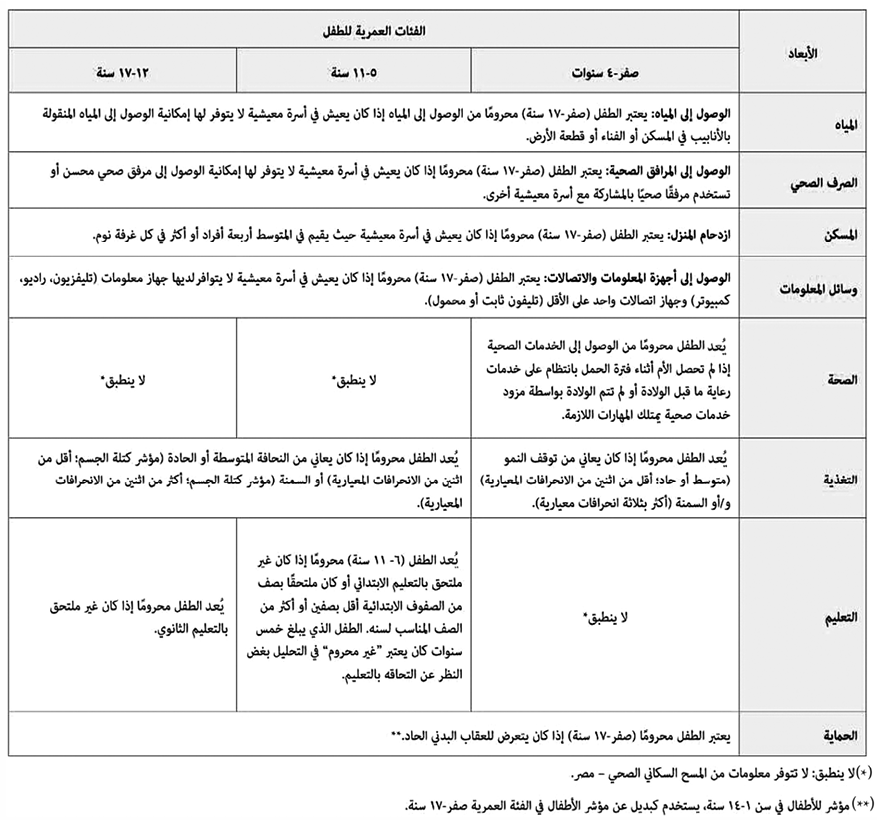 الأبعاد
الفئات العمرية للطفل
صفر-٤ سنوات
٥-١١ سنة
١٢-١٧ سنة
المياه
الوصول إلى المياه: يعتبر الطفل (صفر-١٧ سنة) محرومًا من الوصول إلى المياه إذا كان يعيش في أسرة معيشية لا يتوفر لها إمكانية الوصول إلى المياه المنقولة
بالأنابيب في المسكن أو الفناء أو قطعة الأرض.
الصرف الصحي
الوصول إلى المرافق الصحية: يعتبر الطفل (صفر-١٧ سنة) محرومًا إذا كان يعيش في أسرة معيشية لا يتوفر لها إمكانية الوصول إلى مرفق صحي محسن أو
تستخدم مرفقًا صحيًا بالمشاركة مع أسرة معيشية أخرى.
المسكن
ازدحام المنزل: يعتبر الطفل (صفر-١٧ سنة) محرومًا إذا كان يعيش في أسرة معيشية حيث يقيم في المتوسط أربعة أفراد أو أكثر في كل غرفة نوم.
وسائل المعلومات
الوصول إلى أجهزة المعلومات والاتصالات: يعتبر الطفل (صفر-١٧ سنة) محرومًا إذا كان يعيش في أسرة معيشية لا يتوافر لديها جهاز معلومات (تليفزيون، راديو،
كمبيوتر) وجهاز اتصالات واحد على الأقل (تليفون ثابت أو محمول).
الصحة
يُعد الطفل محرومًا من الوصول إلى الخدمات الصحية
إذا لم تحصل الأم أثناء فترة الحمل بانتظام على خدمات
رعاية ما قبل الولادة أو لم تتم الولادة بواسطة مزود
خدمات صحية يمتلك المهارات اللازمة.
لا ينطبق*
لا ينطبق*
التغذية
يُعد الطفل محرومًا إذا كان يعاني من توقف النمو
(متوسط أو حاد؛ أقل من اثنين من الانحرافات المعيارية)
و/أو السمنة (أكثر بثلاثة انحرافات معيارية).
يُعد الطفل محرومًا إذا كان يعاني من النحافة المتوسطة أو الحادة (مؤشر كتلة الجسم؛ أقل من
اثنين من الانحرافات المعيارية) أو السمنة (مؤشر كتلة الجسم؛ أكثر من اثنين من الانحرافات
المعيارية).
التعليم
لا ينطبق*
يُعد الطفل (٦- ١١ سنة) محرومًا إذا كان غير
ملتحق بالتعليم الابتدائي أو كان ملتحقًا بصف
من الصفوف الابتدائية أقل بصفين أو أكثر من
الصف المناسب لسنه. الطفل الذي يبلغ خمس
سنوات كان يعتبر "غير محروم" في التحليل بغض
النظر عن التحاقه بالتعليم.
يُعد الطفل محرومًا إذا كان غير ملتحق
بالتعليم الثانوي.
الحماية
يعتبر الطفل محرومًا (صفر-١٧ سنة) إذا كان يتعرض للعقاب البدني الحاد.**
(*) لا ينطبق: لا تتوفر معلومات من المسح السكاني الصحي – مصر.
(**) مؤشر للأطفال في سن ١-١٤ سنة، يستخدم كبديل عن مؤشر الأطفال في الفئة العمرية صفر-١٧ سنة.